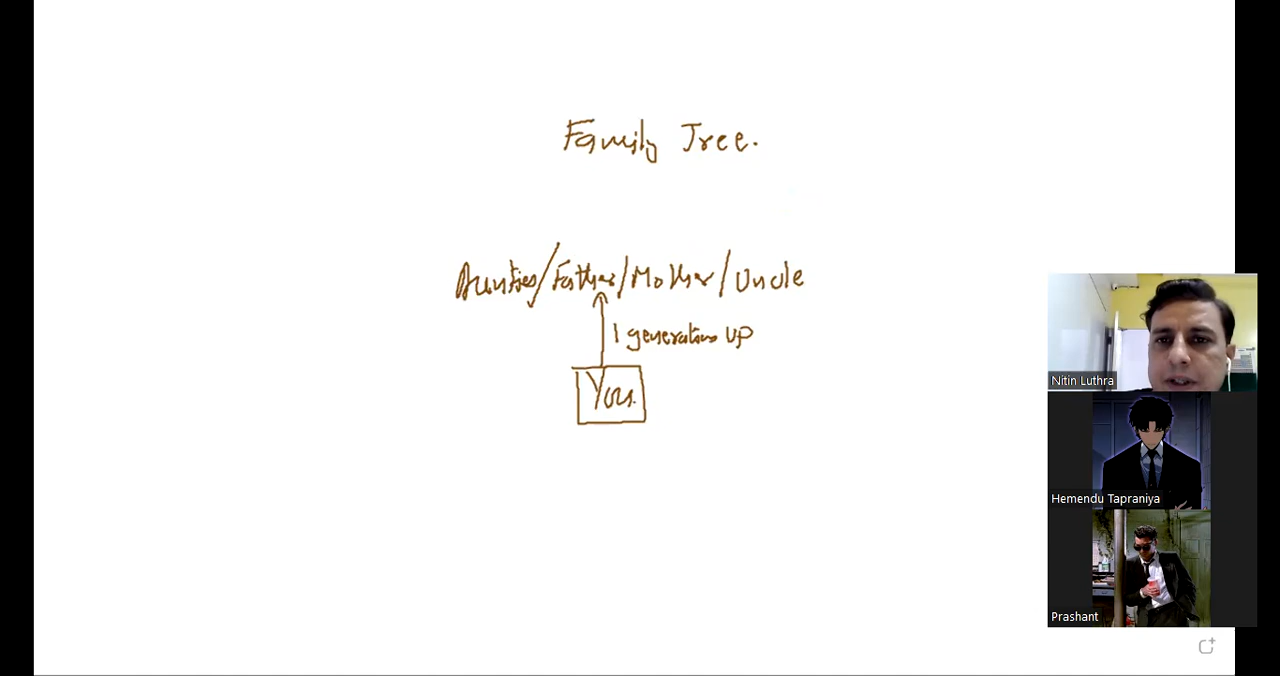 Family Tree.
Aunties/Father/Mother/Uncle
1 generation up
You.
Nitin Luthra
Hemendu Tapraniya
Prashant